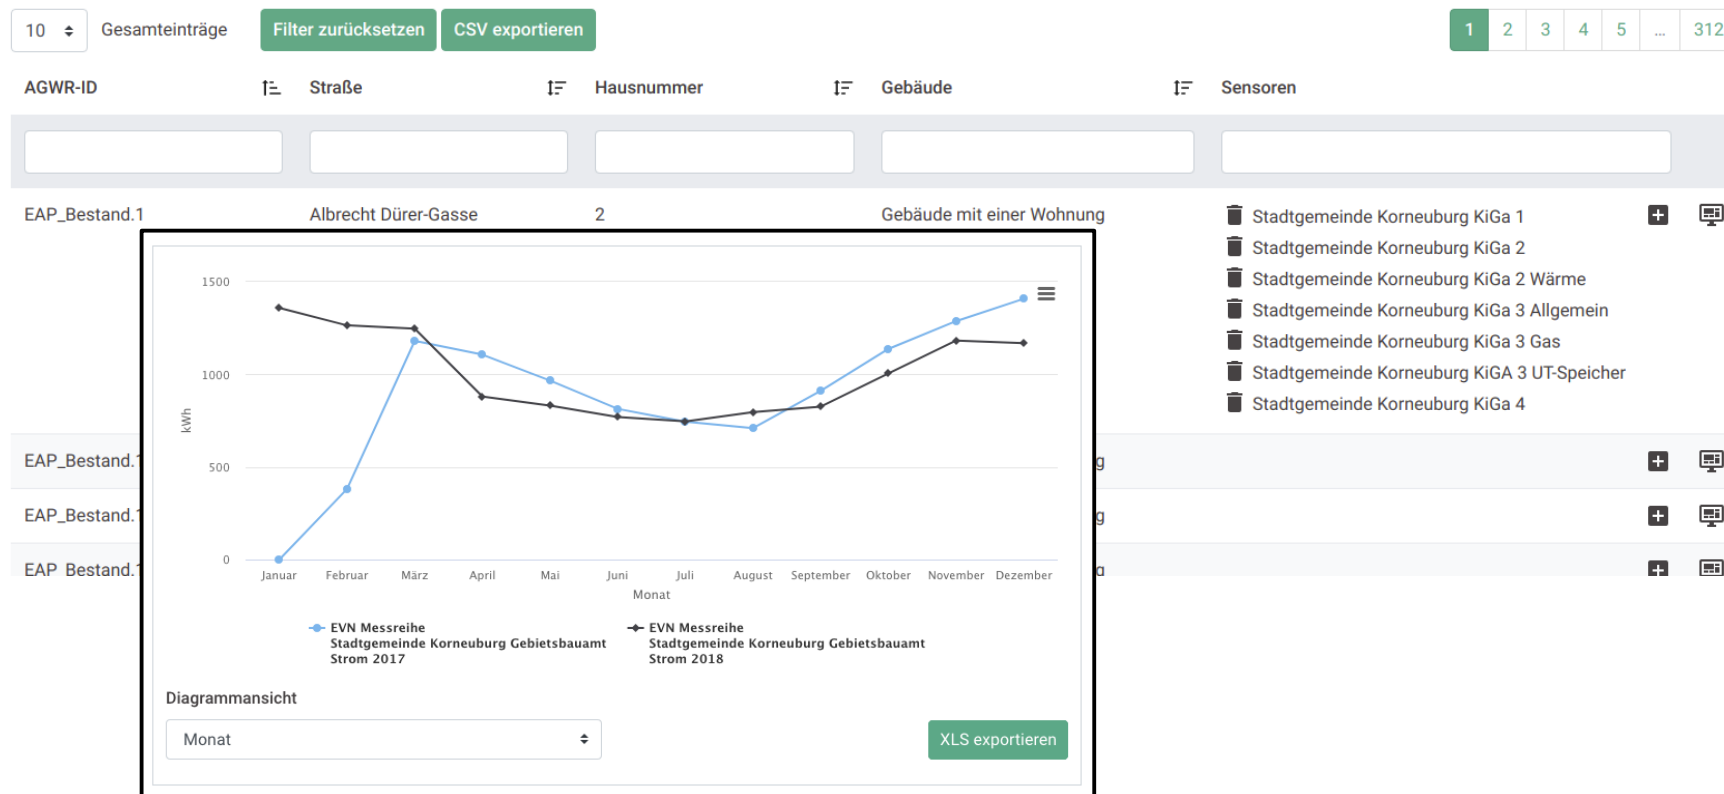 10 Gesamteinträge Filter zurücksetzen CSV exportieren 1 2 3 4 5 ... 312
AGWR-ID Straße Hausnummer Gebäude Sensoren
EAP_Bestand.1 Albrecht Dürer-Gasse 2 Gebäude mit einer Wohnung Stadtgemeinde Korneuburg KiGa 1
Stadtgemeinde Korneuburg KiGa 2
Stadtgemeinde Korneuburg KiGa 2 Wärme
Stadtgemeinde Korneuburg KiGa 3 Allgemein
Stadtgemeinde Korneuburg KiGa 3 Gas
Stadtgemeinde Korneuburg KiGA 3 UT-Speicher
Stadtgemeinde Korneuburg KiGa 4
EAP_Bestand.1 g
EAP_Bestand.1 g
EAP_Bestand.1 g
1500
1000
500
0
kWh
Januar Februar März April Mai Juni Juli August September Oktober November Dezember
Monat
EVN Messreihe
Stadtgemeinde Korneuburg Gebietsbauamt
Strom 2017
EVN Messreihe
Stadtgemeinde Korneuburg Gebietsbauamt
Strom 2018
Diagrammansicht
Monat XLS exportieren